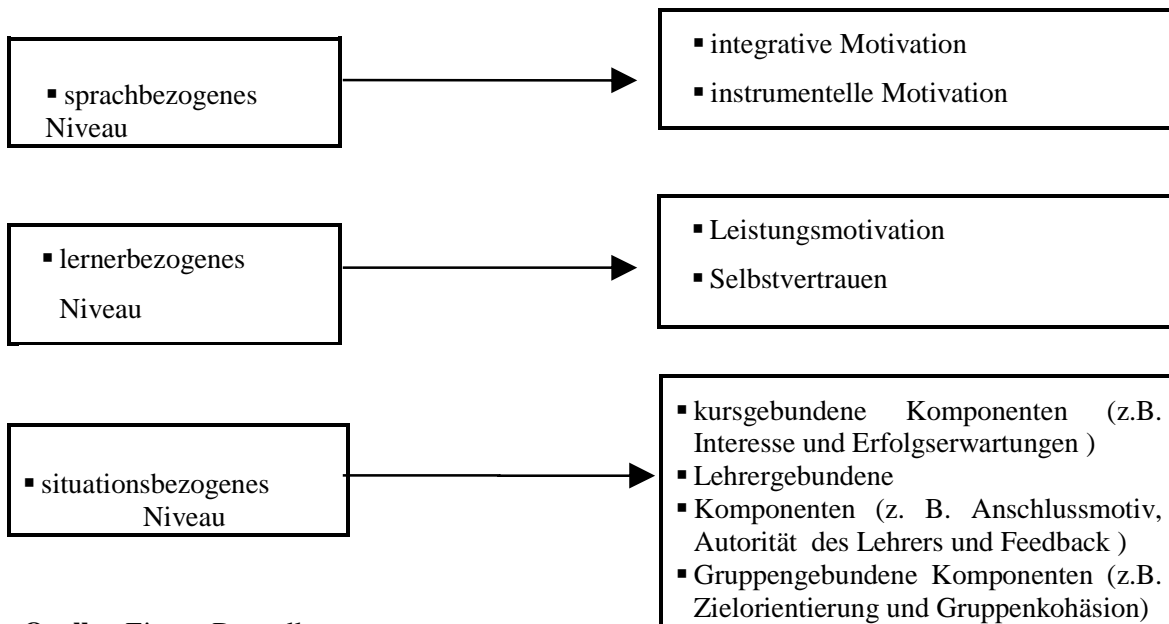 ▪ sprachbezogenes
Niveau
▪ integrative Motivation
▪ instrumentelle Motivation
▪ lernerbezogenes
Niveau
▪ Leistungsmotivation
▪ Selbstvertrauen
▪ situationsbezogenes
Niveau
▪ kursgebundene Komponenten (z.B.
Interesse und Erfolgserwartungen )
▪ Lehrergebundene
▪ Komponenten (z. B. Anschlussmotiv,
Autorität des Lehrers und Feedback )
▪ Gruppengebundene Komponenten (z.B.
Zielorientierung und Gruppenkohäsion)